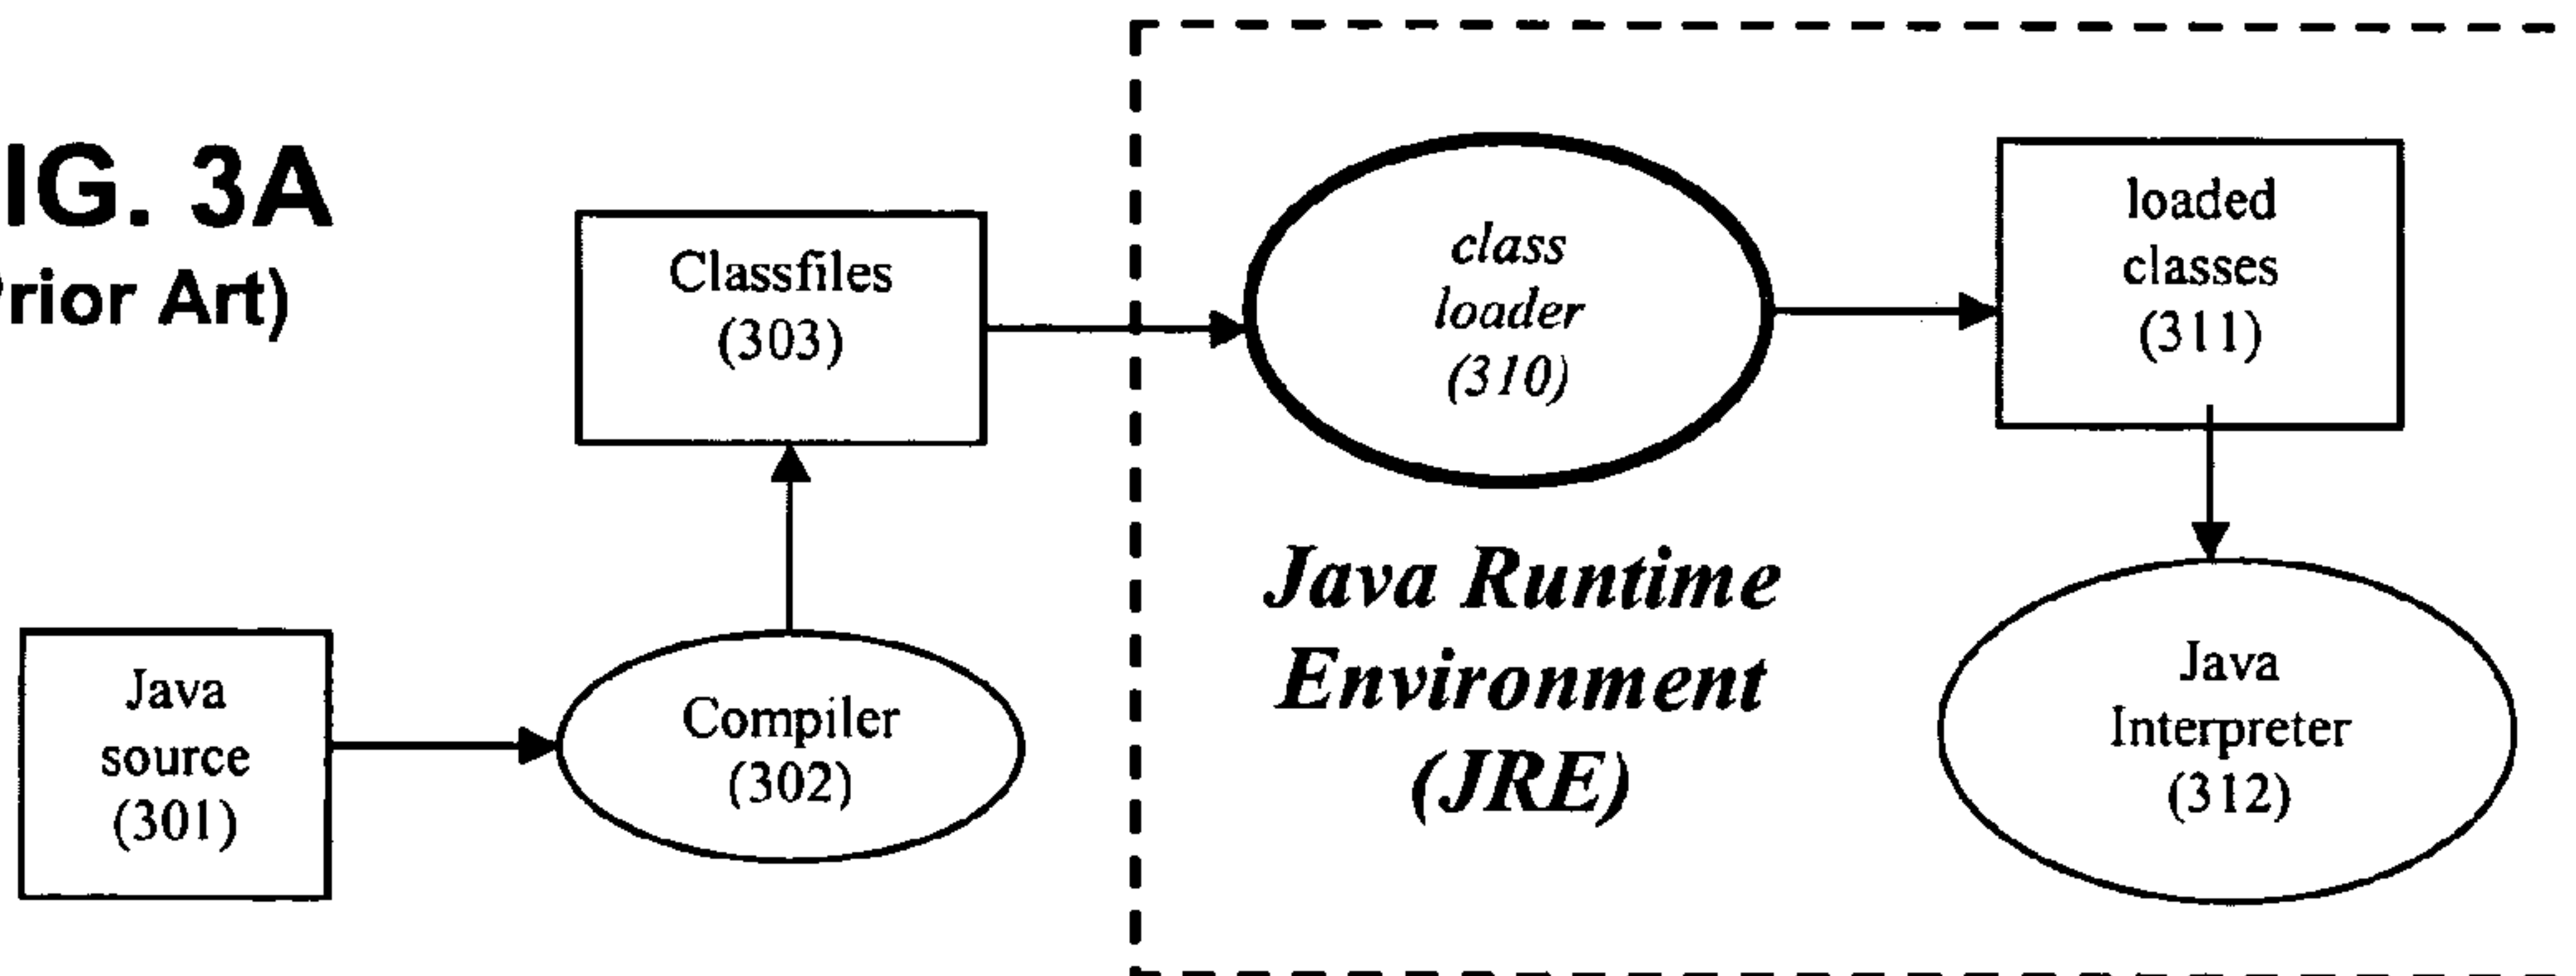 IG. 3A
rior Art)
Classfiles
(303)
class
loader
(310)
loaded
classes
(311)
Java
source
(301)
Compiler
(302)
Java Runtime
Environment
(JRE)
Java
Interpreter
(312)